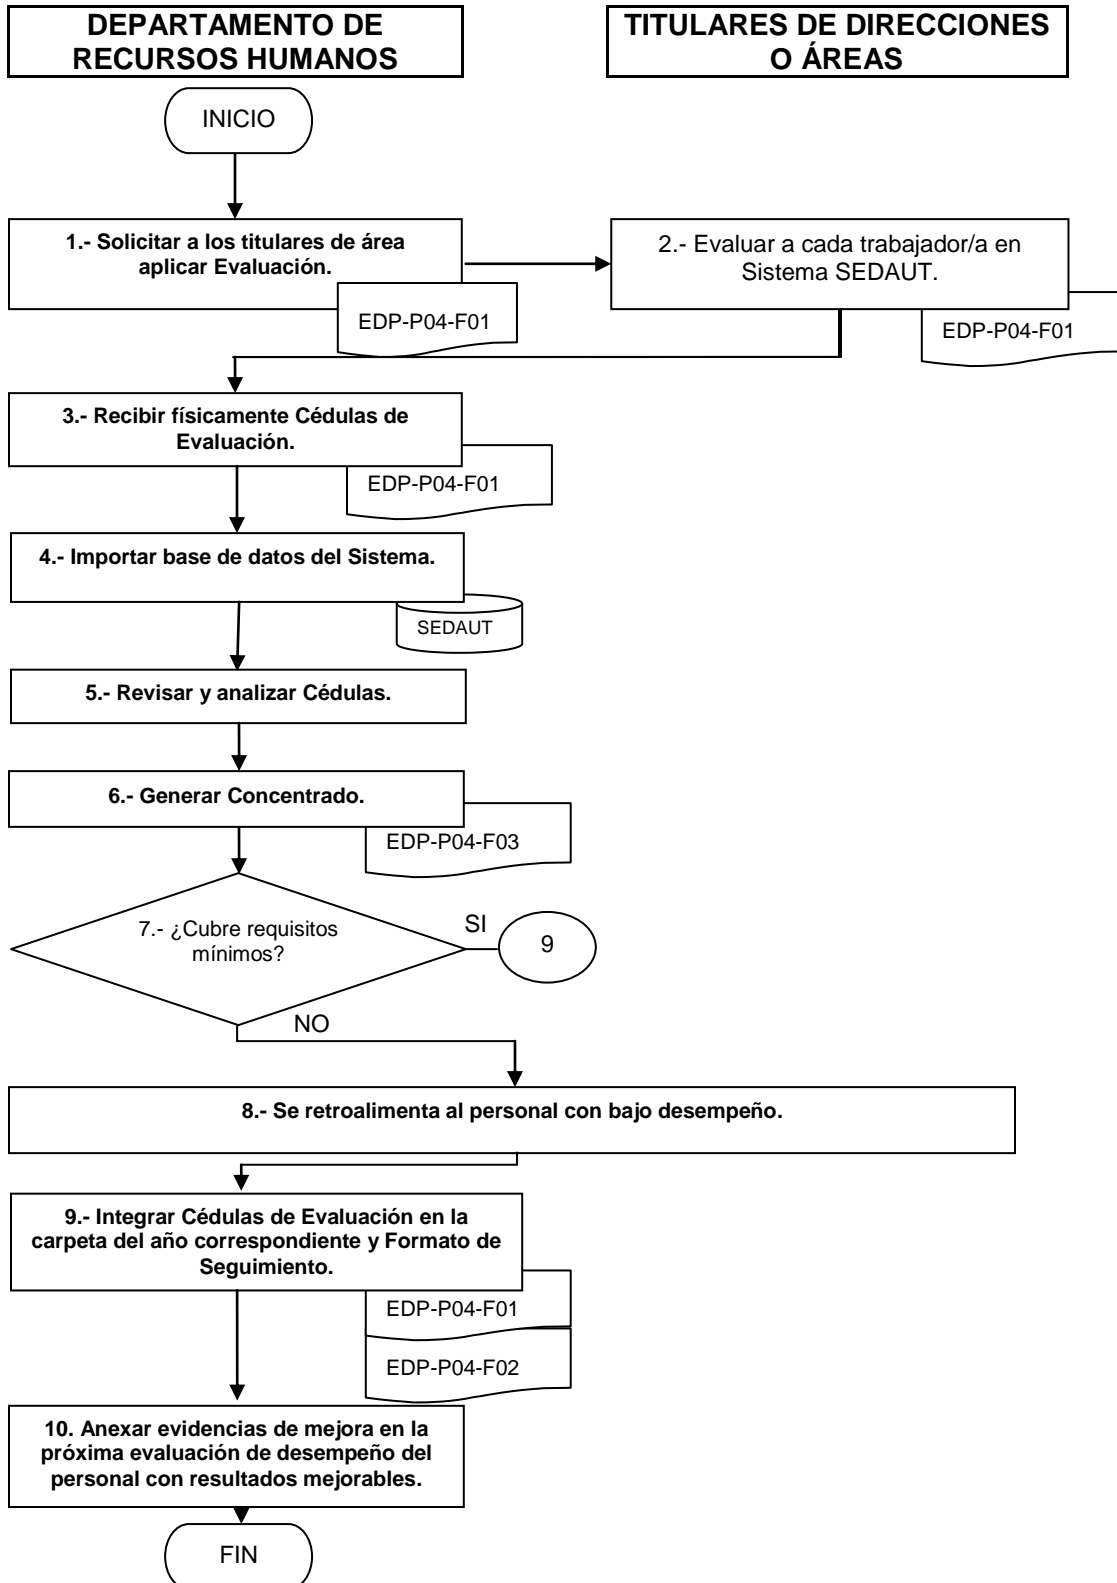 DEPARTAMENTO DE
RECURSOS HUMANOS
TITULARES DE DIRECCIONES
O ÁREAS
INICIO
1.- Solicitar a los titulares de área
aplicar Evaluación.
EDP-P04-F01
2.- Evaluar a cada trabajador/a en
Sistema SEDAUT.
EDP-P04-F01
3.- Recibir físicamente Cédulas de
Evaluación.
EDP-P04-F01
4.- Importar base de datos del Sistema.
SEDAUT
5.- Revisar y analizar Cédulas.
6.- Generar Concentrado.
EDP-P04-F03
7.- ¿Cubre requisitos
mínimos?
SI
9
NO
8.- Se retroalimenta al personal con bajo desempeño.
9.- Integrar Cédulas de Evaluación en la
carpeta del año correspondiente y Formato de
Seguimiento.
EDP-P04-F01
EDP-P04-F02
10. Anexar evidencias de mejora en la
próxima evaluación de desempeño del
personal con resultados mejorables.
FIN